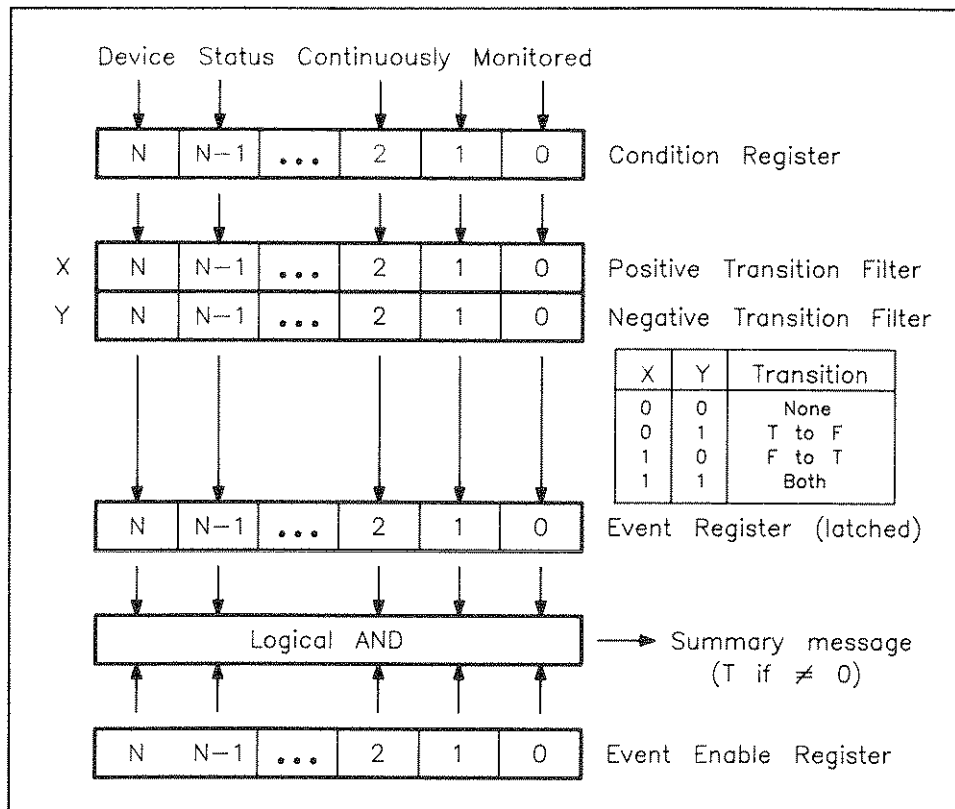 Device Status Continuously Monitored
N N-1 ... 2 1 0 Condition Register
X N N-1 ... 2 1 0 Positive Transition Filter
Y N N-1 ... 2 1 0 Negative Transition Filter
X Y Transition
0 0 None
0 1 T to F
1 0 F to T
1 1 Both
N N-1 ... 2 1 0 Event Register (latched)
Logical AND Summary message
(T if ≠ 0)
N N-1 ... 2 1 0 Event Enable Register